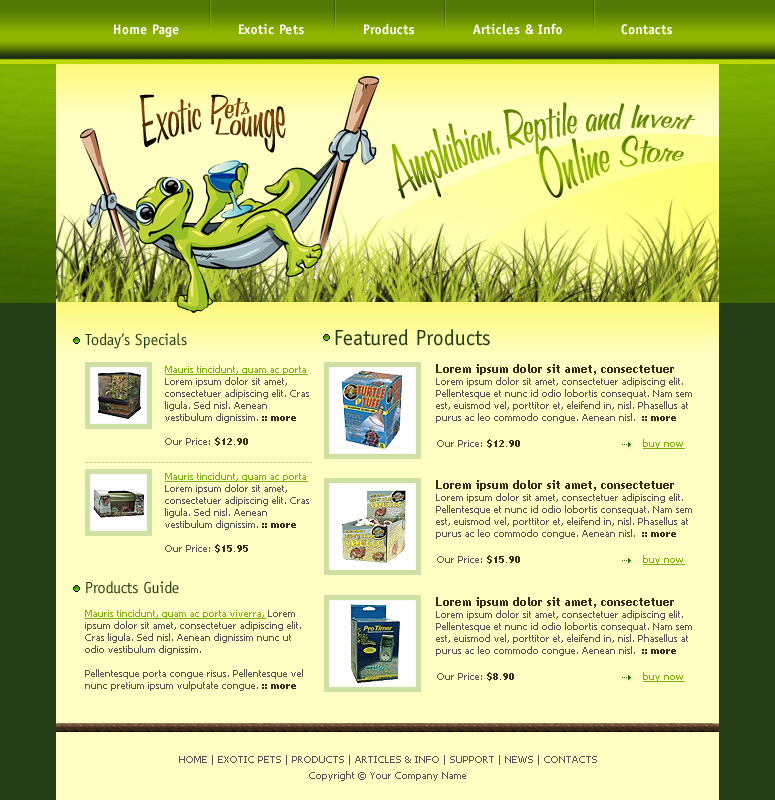 Home Page Exotic Pets Products Articles & Info Contacts
Exotic Pets Lounge
Amphibian, Reptile and Invert
Online Store
Today's Specials
Mauris tincidunt, quam ac porta
Lorem ipsum dolor sit amet,
consectetuer adipiscing elit. Cras
ligula. Sed nisl. Aenean
vestibulum dignissim. :: more
Our Price: $12.90
Mauris tincidunt, quam ac porta
Lorem ipsum dolor sit amet,
consectetuer adipiscing elit. Cras
ligula. Sed nisl. Aenean
vestibulum dignissim. :: more
Our Price: $15.95
Products Guide
Mauris tincidunt, quam ac porta viverra, Lorem
ipsum dolor sit amet, consectetuer adipiscing elit.
Cras ligula. Sed nisl. Aenean dignissim nunc ut
odio vestibulum dignissim.
Pellentesque porta congue risus. Pellentesque vel
nunc pretium ipsum vulputate congue. :: more
Featured Products
TURTLE
TUFF
Lorem ipsum dolor sit amet, consectetuer
Lorem ipsum dolor sit amet, consectetuer adipiscing elit.
Pellentesque et nunc id odio lobortis consequat. Nam sem
est, euismod vel, porttitor et, eleifend in, nisl. Phasellus at
purus ac leo commodo congue. Aenean nisl. :: more
Our Price: $12.90 buy now
SHELLS
Lorem ipsum dolor sit amet, consectetuer
Lorem ipsum dolor sit amet, consectetuer adipiscing elit.
Pellentesque et nunc id odio lobortis consequat. Nam sem
est, euismod vel, porttitor et, eleifend in, nisl. Phasellus at
purus ac leo commodo congue. Aenean nisl. :: more
Our Price: $15.90 buy now
Pro Timer
Lorem ipsum dolor sit amet, consectetuer
Lorem ipsum dolor sit amet, consectetuer adipiscing elit.
Pellentesque et nunc id odio lobortis consequat. Nam sem
est, euismod vel, porttitor et, eleifend in, nisl. Phasellus at
purus ac leo commodo congue. Aenean nisl. :: more
Our Price: $8.90 buy now
HOME | EXOTIC PETS | PRODUCTS | ARTICLES & INFO | SUPPORT | NEWS | CONTACTS
Copyright © Your Company Name